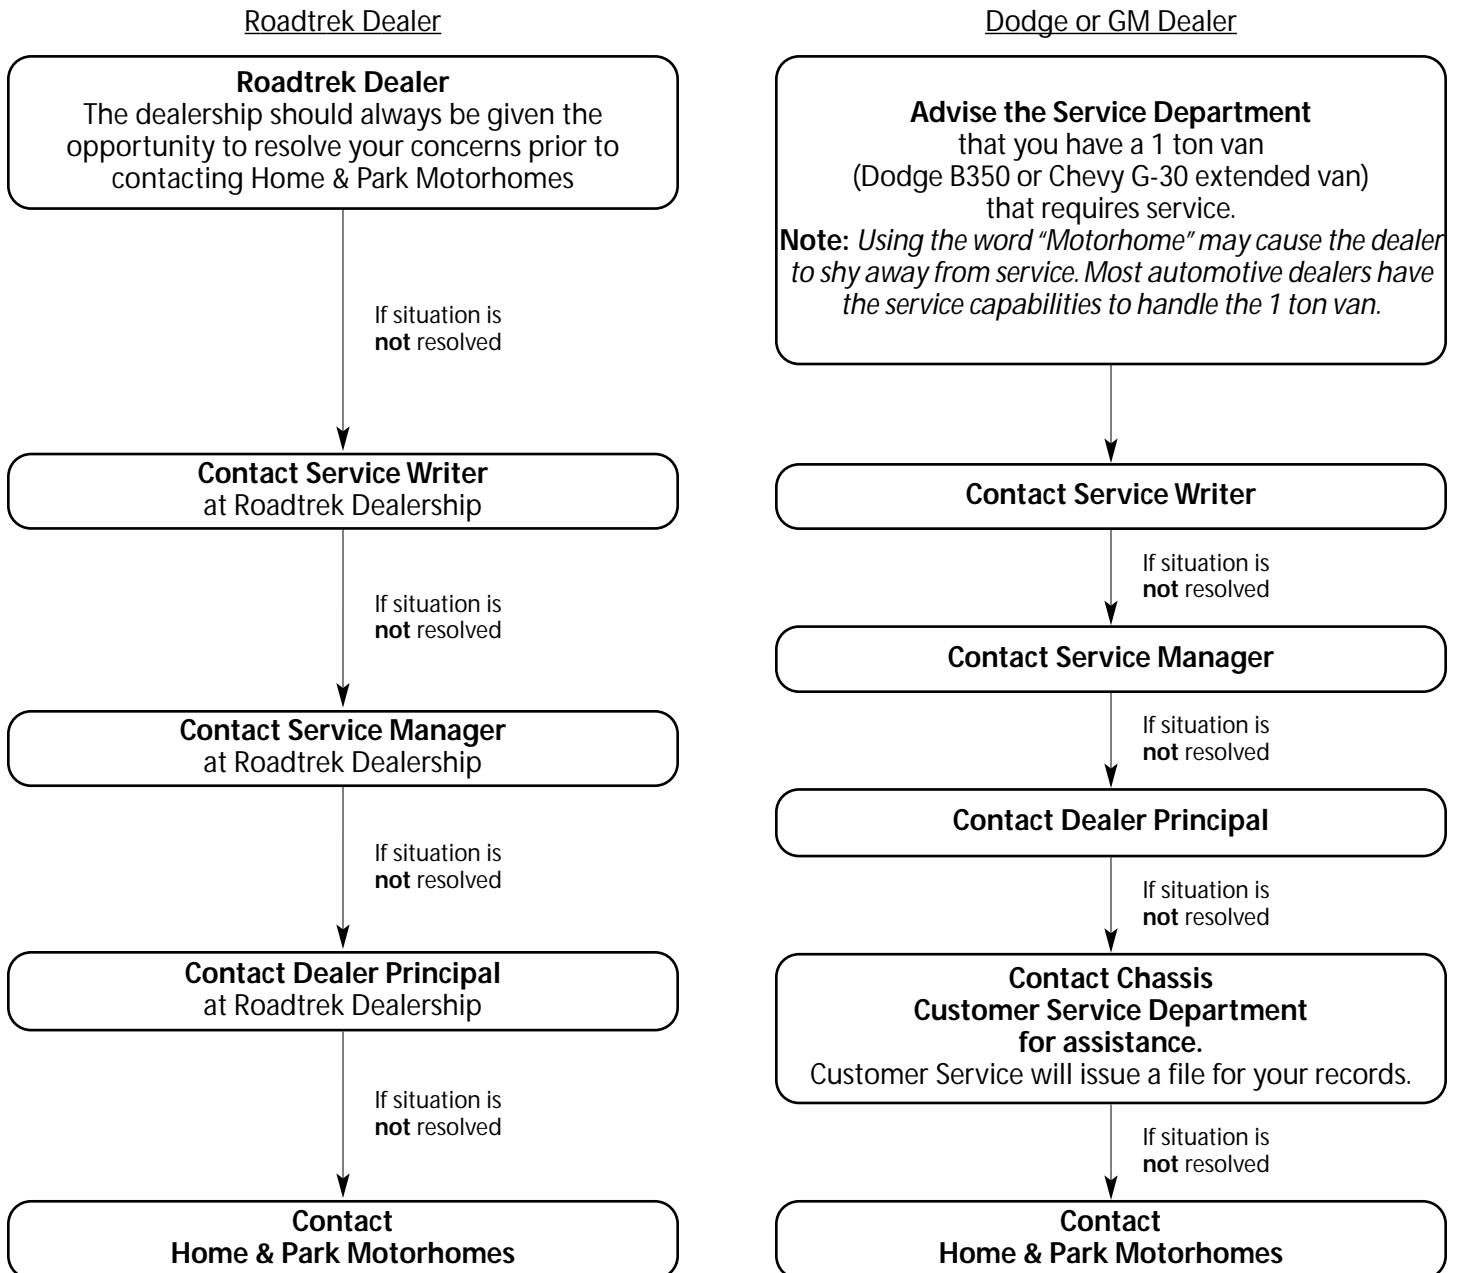 Roadtrek Dealer
Roadtrek Dealer
The dealership should always be given the
opportunity to resolve your concerns prior to
contacting Home & Park Motorhomes
If situation is
not resolved
Contact Service Writer
at Roadtrek Dealership
If situation is
not resolved
Contact Service Manager
at Roadtrek Dealership
If situation is
not resolved
Contact Dealer Principal
at Roadtrek Dealership
If situation is
not resolved
Contact
Home & Park Motorhomes
Dodge or GM Dealer
Advise the Service Department
that you have a 1 ton van
(Dodge B350 or Chevy G-30 extended van)
that requires service.
Note: Using the word “Motorhome” may cause the dealer
to shy away from service. Most automotive dealers have
the service capabilities to handle the 1 ton van.
Contact Service Writer
If situation is
not resolved
Contact Service Manager
If situation is
not resolved
Contact Dealer Principal
If situation is
not resolved
Contact Chassis
Customer Service Department
for assistance.
Customer Service will issue a file for your records.
If situation is
not resolved
Contact
Home & Park Motorhomes